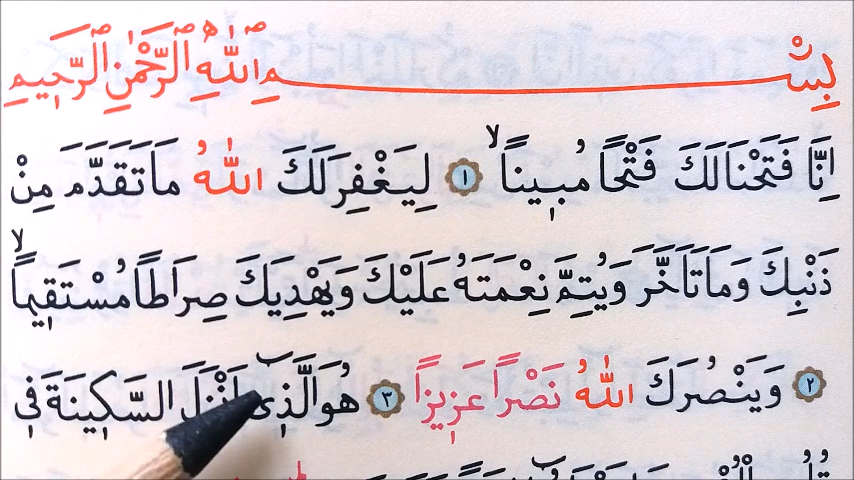 بِسْمِ اللّٰهِ الرَّحْمٰنِ الرَّحِيمِ
اِنَّا فَتَحْنَا لَكَ فَتْحًا مُبِينًاۙ ١ لِيَغْفِرَ لَكَ اللّٰهُ مَا تَقَدَّمَ مِنْ
ذَنْبِكَ وَمَا تَاَخَّرَ وَيُتِمَّ نِعْمَتَهُ عَلَيْكَ وَيَهْدِيَكَ صِرَاطًا مُسْتَقِيمًاۙ
٢ وَيَنْصُرَكَ اللّٰهُ نَصْرًا عَزِيزًا ٣ هُوَ الَّذِى اَنْزَلَ السَّكِينَةَ فِى